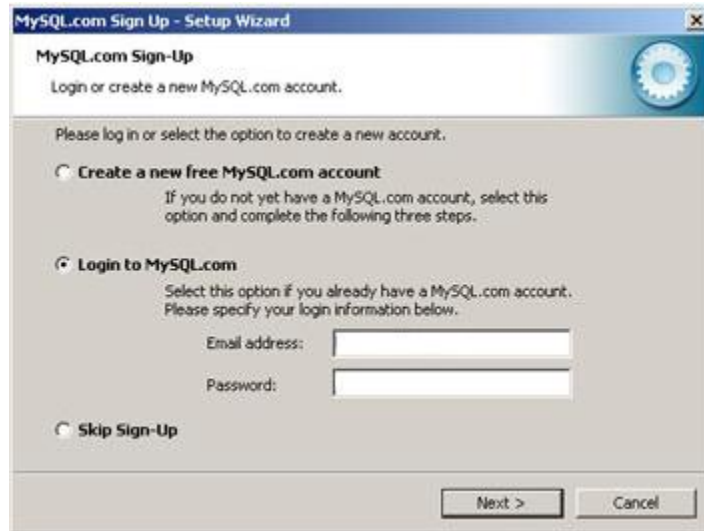 MySQL.com Sign Up - Setup Wizard
MySQL.com Sign-Up
Login or create a new MySQL.com account.
Please log in or select the option to create a new account.
Create a new free MySQL.com account
If you do not yet have a MySQL.com account, select this
option and complete the following three steps.
Login to MySQL.com
Select this option if you already have a MySQL.com account.
Please specify your login information below.
Email address:
Password:
Skip Sign-Up
Next >
Cancel